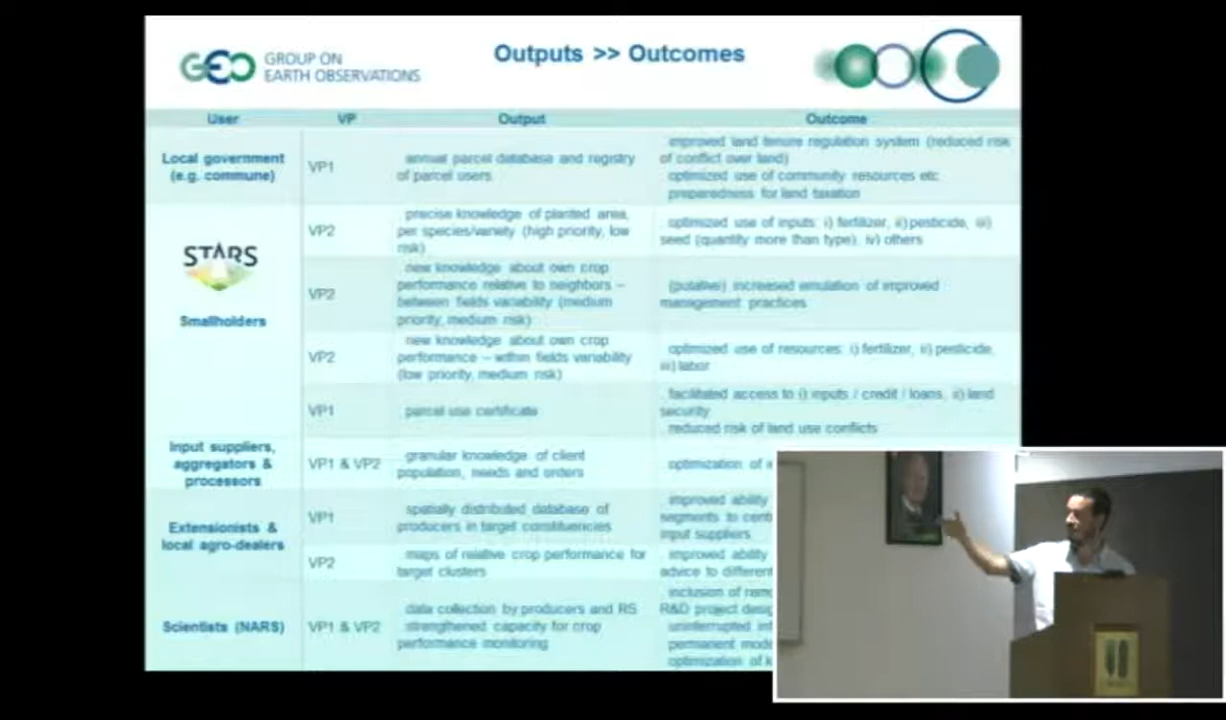 GEO GROUP ON
EARTH OBSERVATIONS
Outputs >> Outcomes
User VP Output Outcome
Local government
(e.g. commune)
VP1
annual parcel database and registry
of parcel users
improved land tenure regulation system (reduced risk
of conflict over land)
optimized use of community resources etc
preparedness for land taxation
STARS
Smallholders
VP2
precise knowledge of planted area,
per species/variety (high priority, low
risk)
optimized use of inputs: i) fertilizer, ii) pesticide, iii)
seed (quantity more than type), iv) others
VP2
new knowledge about own crop
performance relative to neighbors –
between fields variability (medium
priority, medium risk)
(putative) increased emulation of improved
management practices
VP2
new knowledge about own crop
performance – within fields variability
(low priority, medium risk)
optimized use of resources: i) fertilizer, ii) pesticide,
iii) labor
VP1
parcel use certificate
facilitated access to i) inputs / credit / loans, ii) land
security
reduced risk of land use conflicts
Input suppliers,
aggregators &
processors
VP1 & VP2
granular knowledge of client
population, needs and orders
optimization of
Extensionists &
local agro-dealers
VP1
spatially distributed database of
producers in target constituencies
improved ability
segments to
input suppliers
VP2
maps of relative crop performance for
target clusters
improved ability
advice to different
Scientists (NARS)
VP1 & VP2
data collection by producers and RS
strengthened capacity for crop
performance monitoring
inclusion of
R&D project
uninterrupted
permanent
optimization of